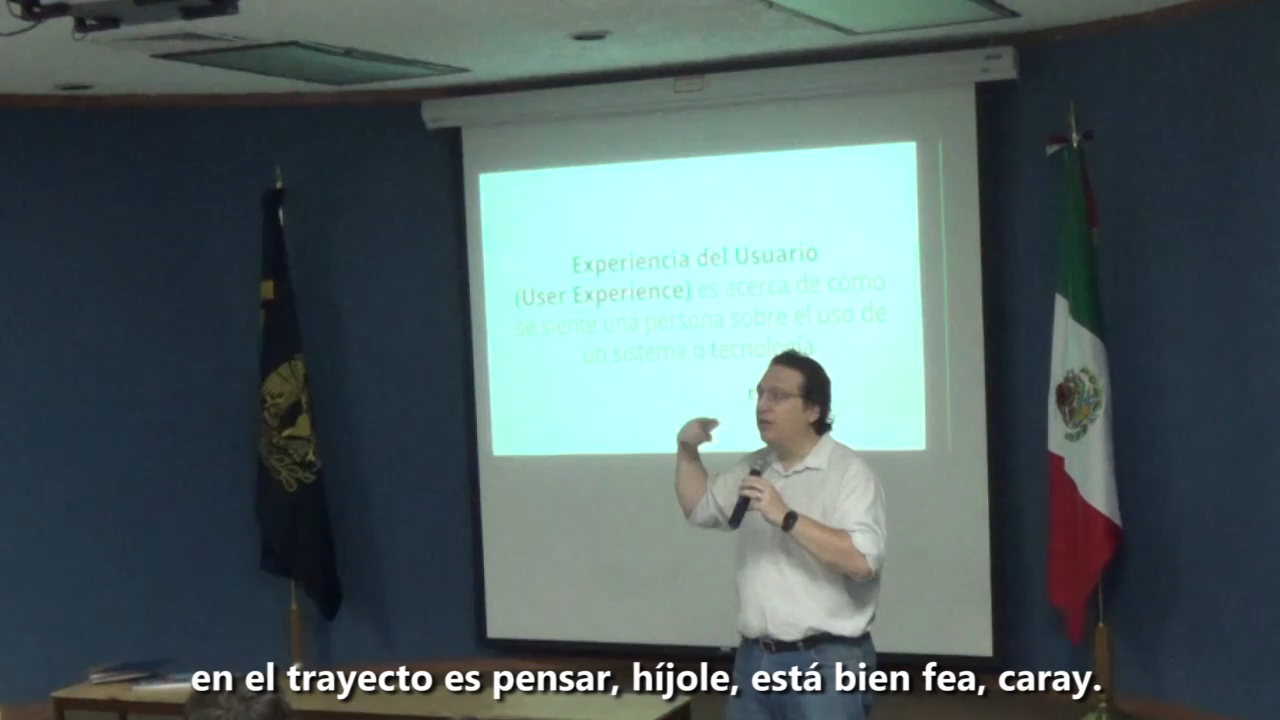 Experiencia del Usuario
(User Experience) es acerca de cómo
se siente una persona sobre el uso de
un sistema o tecnología
en el trayecto es pensar, híjole, está bien fea, caray.